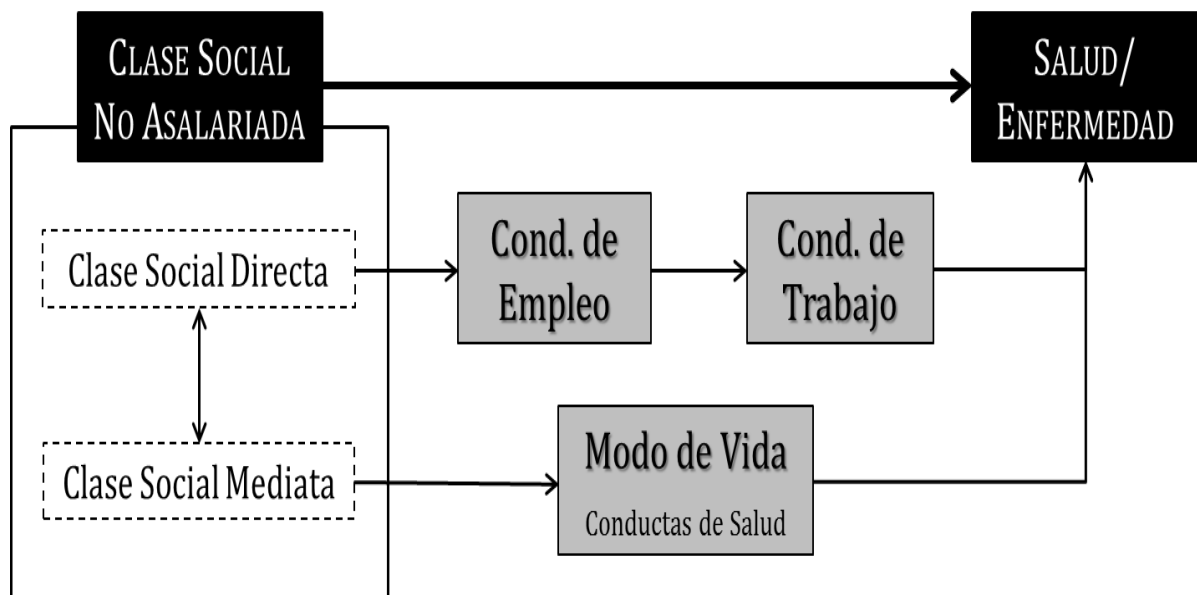 CLASE SOCIAL
NO ASALARIADA
SALUD/
ENFERMEDAD
Clase Social Directa
Cond. de
Empleo
Cond. de
Trabajo
Clase Social Mediata
Modo de Vida
Conductas de Salud